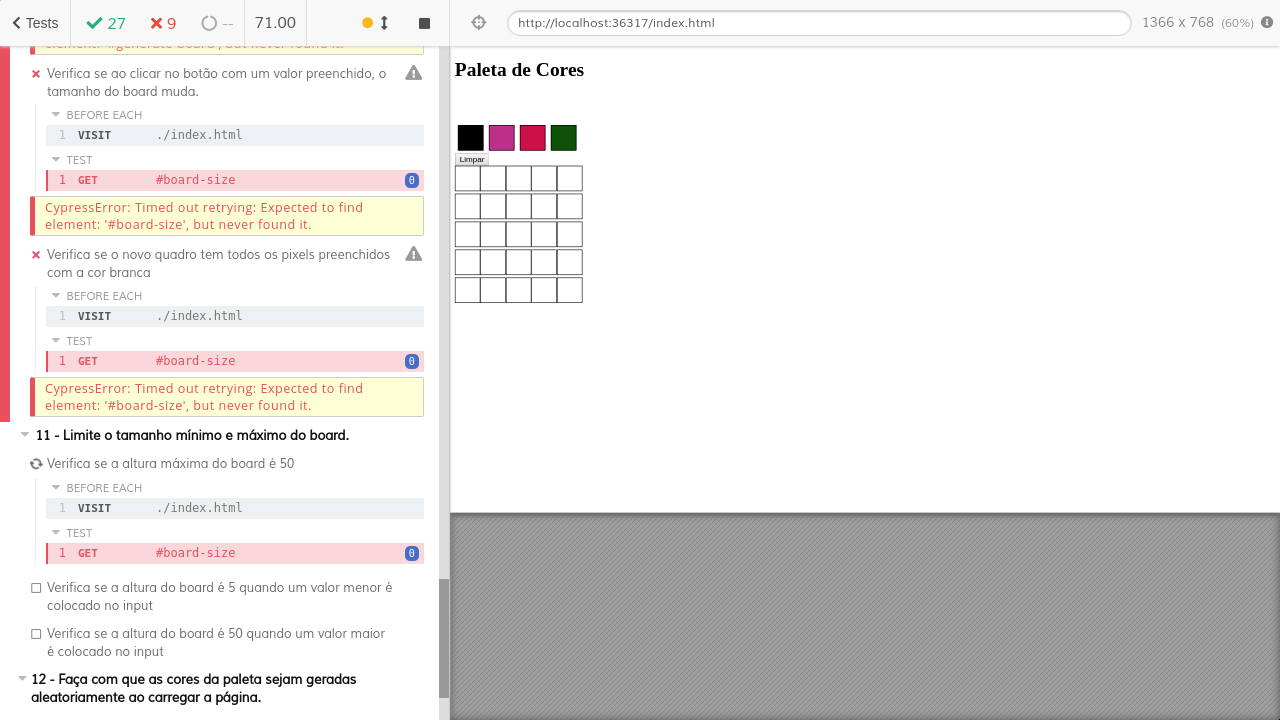 Tests 27 9 -- 71.00 http://localhost:36317/index.html 1366 x 768 (60%)
element: '#generate-board', but never found it.
Verifica se ao clicar no botão com um valor preenchido, o
tamanho do board muda.
BEFORE EACH
1 VISIT ./index.html
TEST
1 GET #board-size 0
CypressError: Timed out retrying: Expected to find
element: '#board-size', but never found it.
Verifica se o novo quadro tem todos os pixels preenchidos
com a cor branca
BEFORE EACH
1 VISIT ./index.html
TEST
1 GET #board-size 0
CypressError: Timed out retrying: Expected to find
element: '#board-size', but never found it.
11 - Limite o tamanho mínimo e máximo do board.
Verifica se a altura máxima do board é 50
BEFORE EACH
1 VISIT ./index.html
TEST
1 GET #board-size 0
Verifica se a altura do board é 5 quando um valor menor é
colocado no input
Verifica se a altura do board é 50 quando um valor maior
é colocado no input
12 - Faça com que as cores da paleta sejam geradas
aleatoriamente ao carregar a página.
Paleta de Cores
Limpar